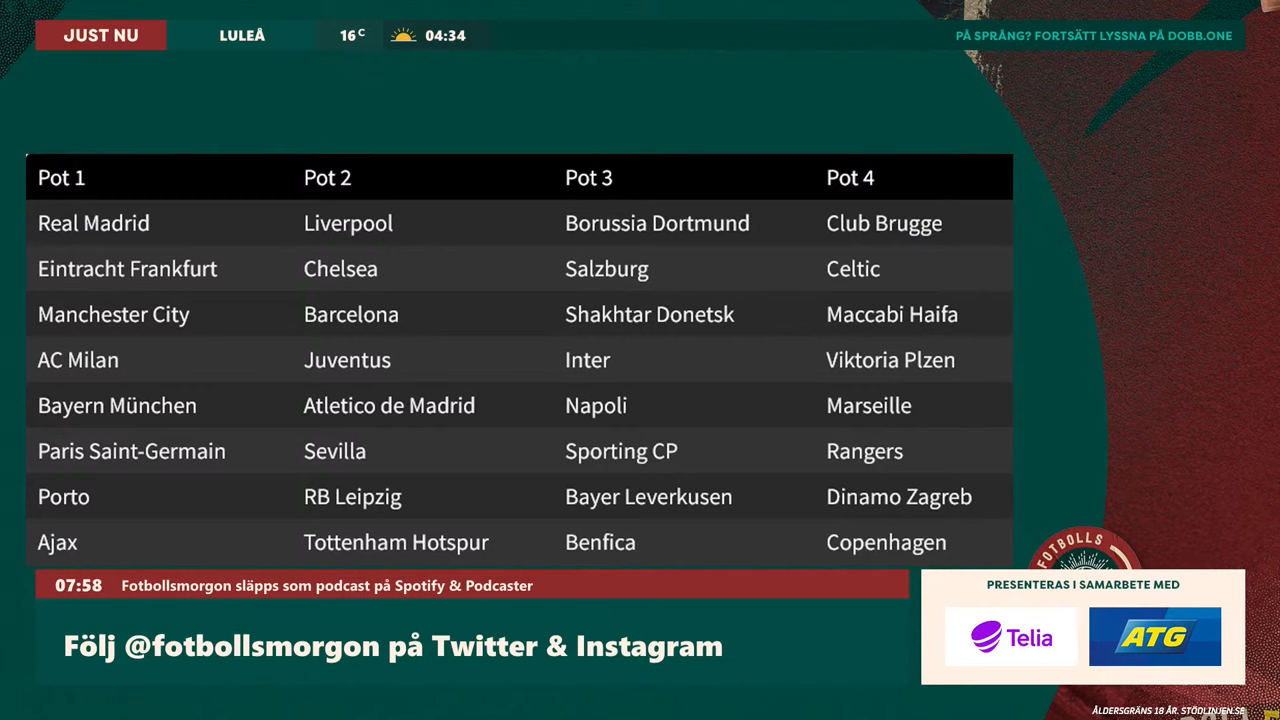 JUST NU LULEÅ 16 C 04:34 PÅ SPRÅNG? FORTSÄTT LYSSNA PÅ DOBB.ONE
Pot 1 Pot 2 Pot 3 Pot 4
Real Madrid Liverpool Borussia Dortmund Club Brugge
Eintracht Frankfurt Chelsea Salzburg Celtic
Manchester City Barcelona Shakhtar Donetsk Maccabi Haifa
AC Milan Juventus Inter Viktoria Plzen
Bayern München Atletico de Madrid Napoli Marseille
Paris Saint-Germain Sevilla Sporting CP Rangers
Porto RB Leipzig Bayer Leverkusen Dinamo Zagreb
Ajax Tottenham Hotspur Benfica Copenhagen
FOTBOLLS
07:58 Fotbollsmorgon släpps som podcast på Spotify & Podcaster
PRESENTERAS I SAMARBETE MED
Följ @fotbollsmorgon på Twitter & Instagram
Telia ATG
ÅLDERSGRÄNS 18 ÅR. STÖDLINJEN.SE